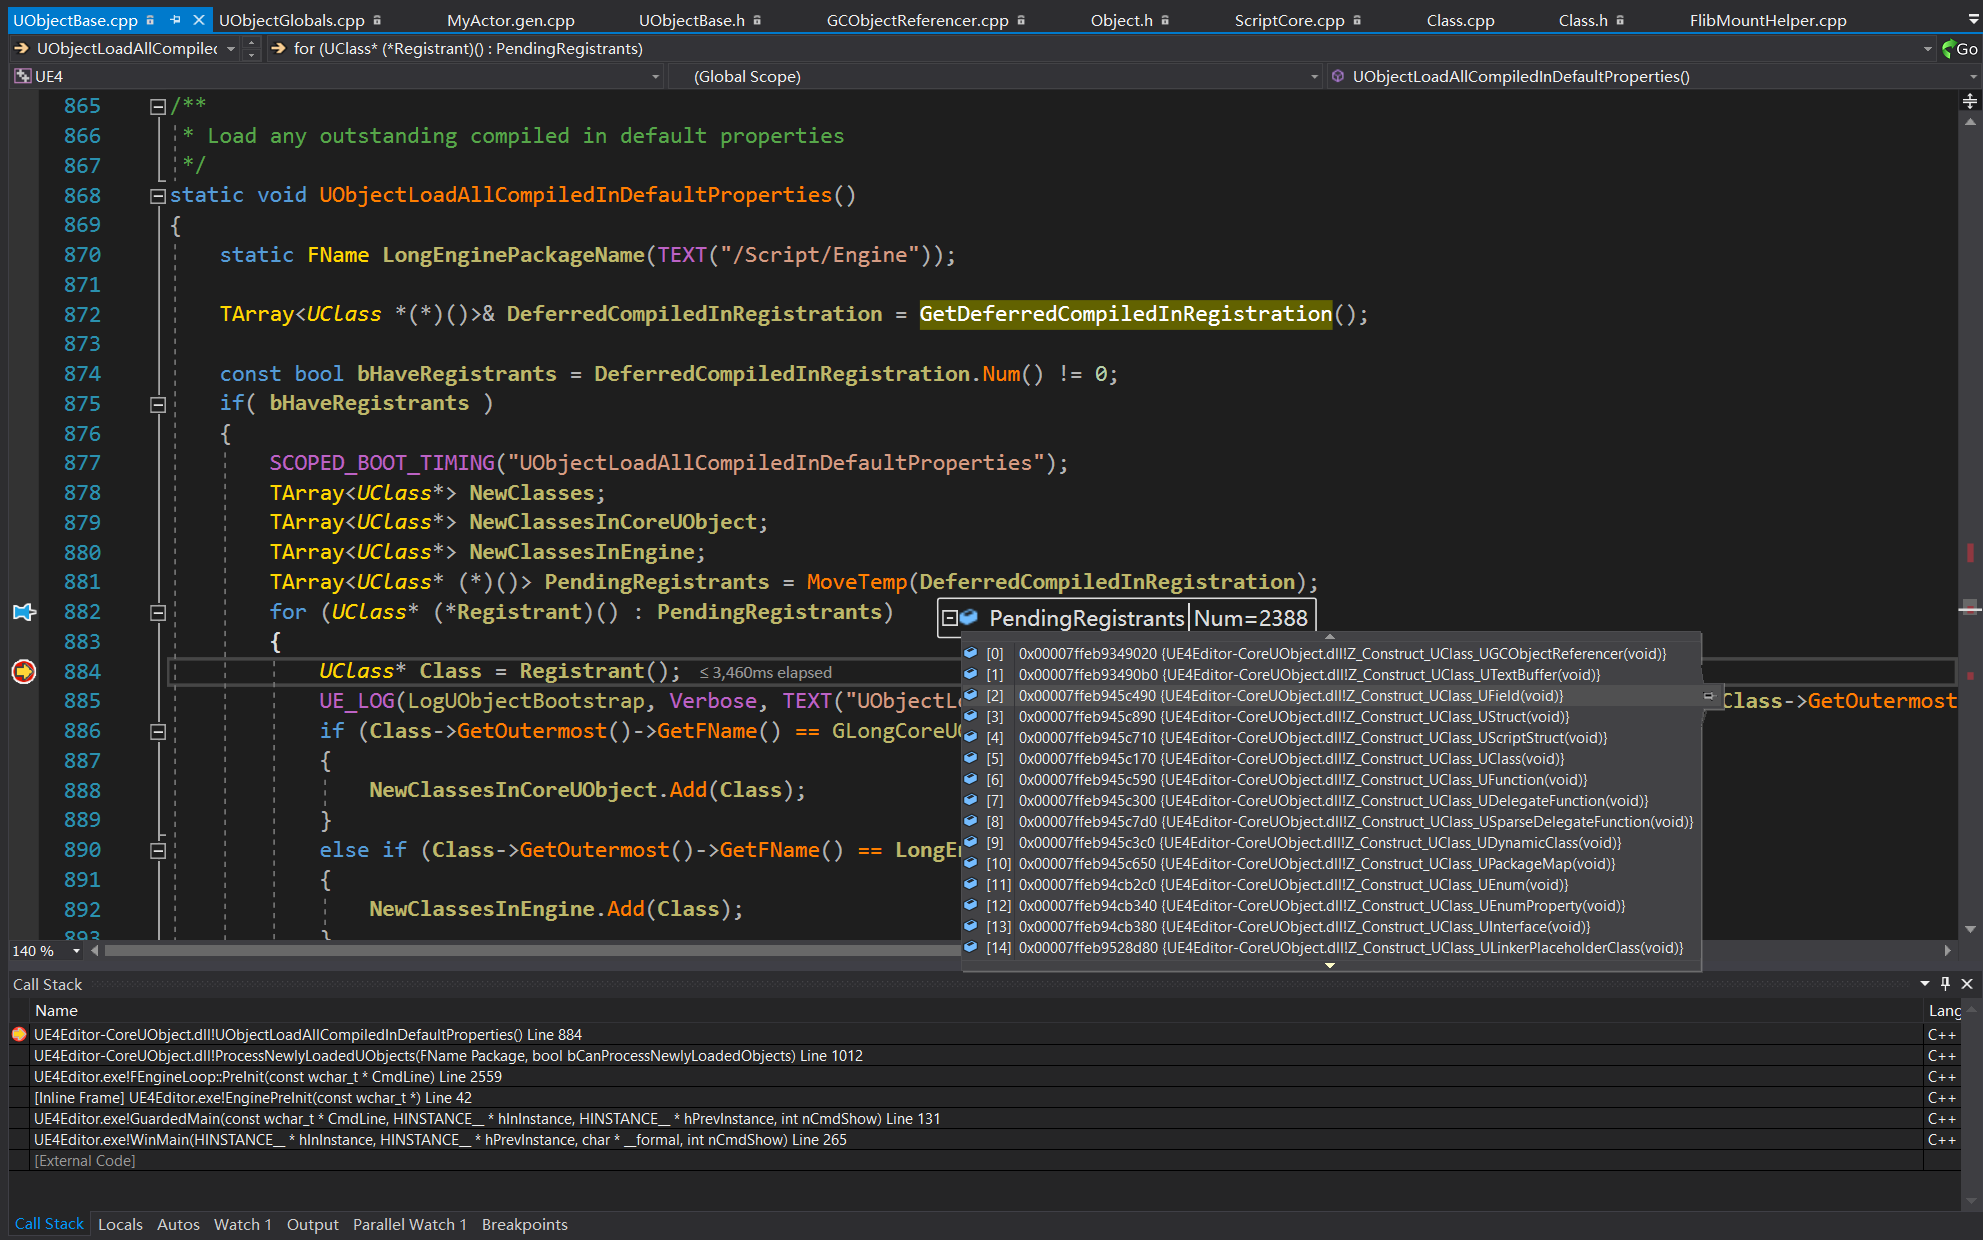 UObjectBase.cpp UObjectGlobals.cpp MyActor.gen.cpp UObjectBase.h GCObjectReferencer.cpp Object.h ScriptCore.cpp Class.cpp Class.h FlibMountHelper.cpp
UObjectLoadAllCompilec for (UClass* (*Registrant)() : PendingRegistrants) Go
UE4 (Global Scope) UObjectLoadAllCompiledInDefaultProperties()
865 /**
866 * Load any outstanding compiled in default properties
867 */
868 static void UObjectLoadAllCompiledInDefaultProperties()
869 {
870 static FName LongEnginePackageName(TEXT("/Script/Engine"));
871
872 TArray<UClass *(*)()>& DeferredCompiledInRegistration = GetDeferredCompiledInRegistration();
873
874 const bool bHaveRegistrants = DeferredCompiledInRegistration.Num() != 0;
875 if( bHaveRegistrants )
876 {
877 SCOPED_BOOT_TIMING("UObjectLoadAllCompiledInDefaultProperties");
878 TArray<UClass*> NewClasses;
879 TArray<UClass*> NewClassesInCoreUObject;
880 TArray<UClass*> NewClassesInEngine;
881 TArray<UClass* (*)()> PendingRegistrants = MoveTemp(DeferredCompiledInRegistration);
882 for (UClass* (*Registrant)() : PendingRegistrants)
PendingRegistrants Num=2388
883 {
[0] 0x00007ffeb9349020 {UE4Editor-CoreUObject.dll!Z_Construct_UClass_UGCObjectReferencer(void)}
884 UClass* Class = Registrant(); ≤ 3,460ms elapsed
[1] 0x00007ffeb93490b0 {UE4Editor-CoreUObject.dll!Z_Construct_UClass_UTextBuffer(void)}
885 UE_LOG(LogUObjectBootstrap, Verbose, TEXT("UObjectLo Class->GetOutermost
[2] 0x00007ffeb945c490 {UE4Editor-CoreUObject.dll!Z_Construct_UClass_UField(void)}
[3] 0x00007ffeb945c890 {UE4Editor-CoreUObject.dll!Z_Construct_UClass_UStruct(void)}
886 if (Class->GetOutermost()->GetFName() == GLongCoreUO
[4] 0x00007ffeb945c710 {UE4Editor-CoreUObject.dll!Z_Construct_UClass_UScriptStruct(void)}
887 {
[5] 0x00007ffeb945c170 {UE4Editor-CoreUObject.dll!Z_Construct_UClass_UClass(void)}
[6] 0x00007ffeb945c590 {UE4Editor-CoreUObject.dll!Z_Construct_UClass_UFunction(void)}
888 NewClassesInCoreUObject.Add(Class);
[7] 0x00007ffeb945c300 {UE4Editor-CoreUObject.dll!Z_Construct_UClass_UDelegateFunction(void)}
889 }
[8] 0x00007ffeb945c7d0 {UE4Editor-CoreUObject.dll!Z_Construct_UClass_USparseDelegateFunction(void)}
[9] 0x00007ffeb945c3c0 {UE4Editor-CoreUObject.dll!Z_Construct_UClass_UDynamicClass(void)}
890 else if (Class->GetOutermost()->GetFName() == LongEn
[10] 0x00007ffeb945c650 {UE4Editor-CoreUObject.dll!Z_Construct_UClass_UPackageMap(void)}
891 {
[11] 0x00007ffeb94cb2c0 {UE4Editor-CoreUObject.dll!Z_Construct_UClass_UEnum(void)}
[12] 0x00007ffeb94cb340 {UE4Editor-CoreUObject.dll!Z_Construct_UClass_UEnumProperty(void)}
892 NewClassesInEngine.Add(Class);
[13] 0x00007ffeb94cb380 {UE4Editor-CoreUObject.dll!Z_Construct_UClass_UInterface(void)}
893 }
[14] 0x00007ffeb9528d80 {UE4Editor-CoreUObject.dll!Z_Construct_UClass_ULinkerPlaceholderClass(void)}
140 %
Call Stack
Name Lang
UE4Editor-CoreUObject.dll!UObjectLoadAllCompiledInDefaultProperties() Line 884 C++
UE4Editor-CoreUObject.dll!ProcessNewlyLoadedUObjects(FName Package, bool bCanProcessNewlyLoadedObjects) Line 1012 C++
UE4Editor.exe!FEngineLoop::PreInit(const wchar_t * CmdLine) Line 2559 C++
[Inline Frame] UE4Editor.exe!EnginePreInit(const wchar_t *) Line 42 C++
UE4Editor.exe!GuardedMain(const wchar_t * CmdLine, HINSTANCE__ * hInInstance, HINSTANCE__ * hPrevInstance, int nCmdShow) Line 131 C++
UE4Editor.exe!WinMain(HINSTANCE__ * hInInstance, HINSTANCE__ * hPrevInstance, char * __formal, int nCmdShow) Line 265 C++
[External Code]
Call Stack Locals Autos Watch 1 Output Parallel Watch 1 Breakpoints